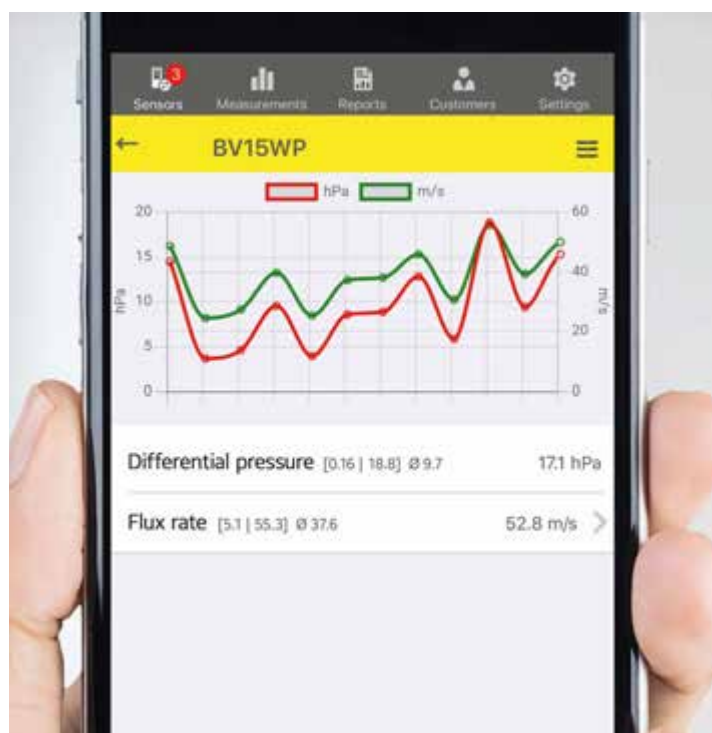 3
Sensors Measurements Reports Customers Settings
← BV15WP
hPa m/s
20 60
15
40
10
hPa m/s
20
5
0 0
Differential pressure [0.16 | 18.8] Ø 9.7 17.1 hPa
Flux rate [5.1 | 55.3] Ø 37.6 52.8 m/s